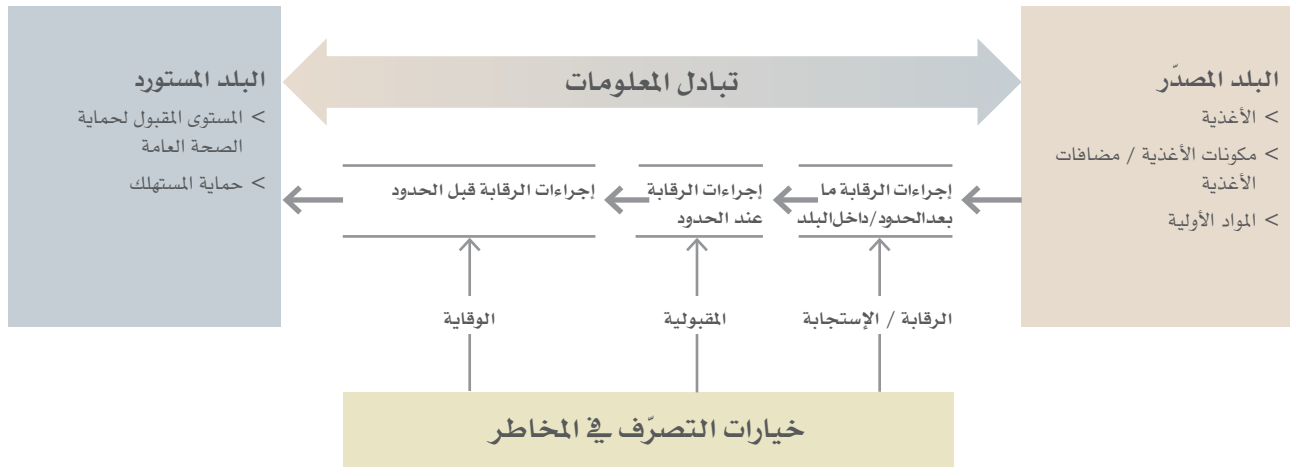 البلد المصدّر
> الأغذية
> مكونات الأغذية / مضافات
الأغذية
> المواد الأولية
تبادل المعلومات
البلد المستورد
> المستوى المقبول لحماية
الصحة العامة
> حماية المستهلك
إجراءات الرقابة ما
بعدالحدود/داخل البلد
إجراءات الرقابة
عند الحدود
إجراءات الرقابة قبل الحدود
الرقابة / الإستجابة
المقبولية
الوقاية
خيارات التصرّف في المخاطر